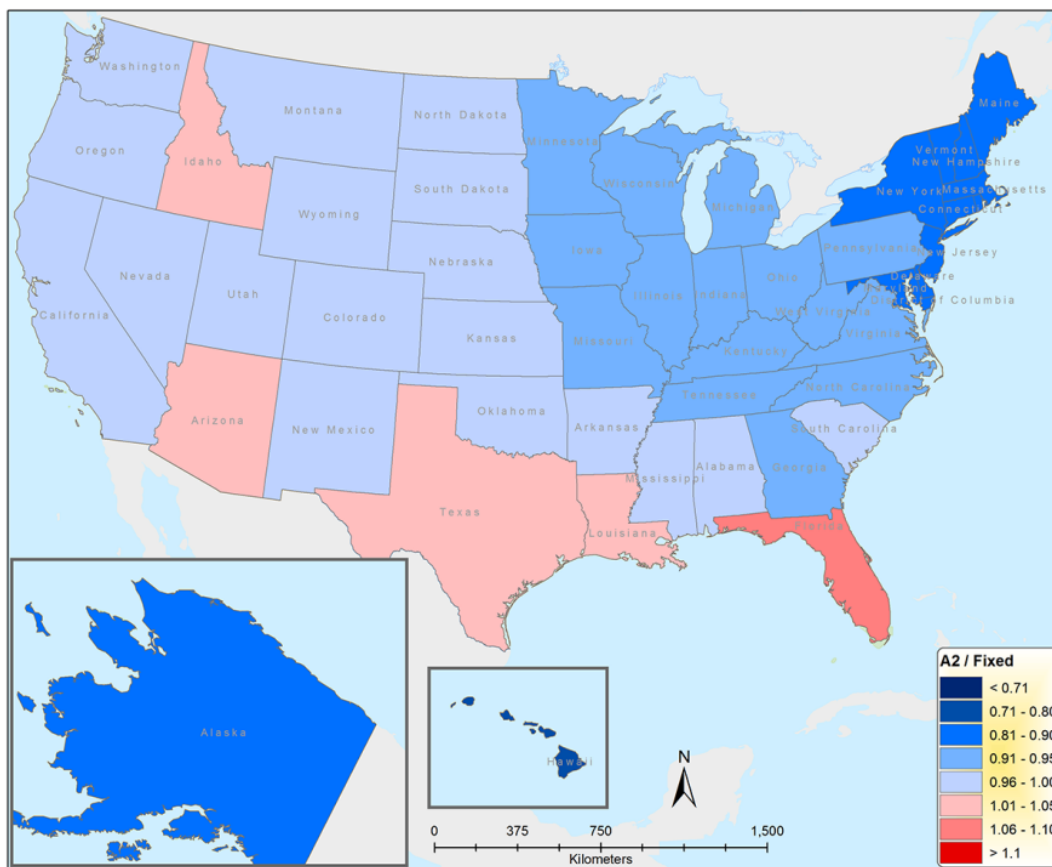 Washington
Montana
North Dakota
Minnesota
Maine
Oregon
Idaho
Vermont
New Hampshire
South Dakota
Wisconsin
Michigan
New York
Massachusetts
Connecticut
Wyoming
Iowa
Pennsylvania
New Jersey
Nebraska
Ohio
Delaware
Nevada
Utah
Illinois
Indiana
Maryland
District of Columbia
California
Colorado
West Virginia
Kansas
Missouri
Virginia
Kentucky
North Carolina
Tennessee
Oklahoma
Arkansas
Arizona
New Mexico
South Carolina
Mississippi
Alabama
Georgia
Texas
Louisiana
Florida
Alaska
Hawaii
N
0 375 750 1,500
Kilometers
A2 / Fixed
< 0.71
0.71 - 0.80
0.81 - 0.90
0.91 - 0.95
0.96 - 1.00
1.01 - 1.05
1.06 - 1.10
> 1.1